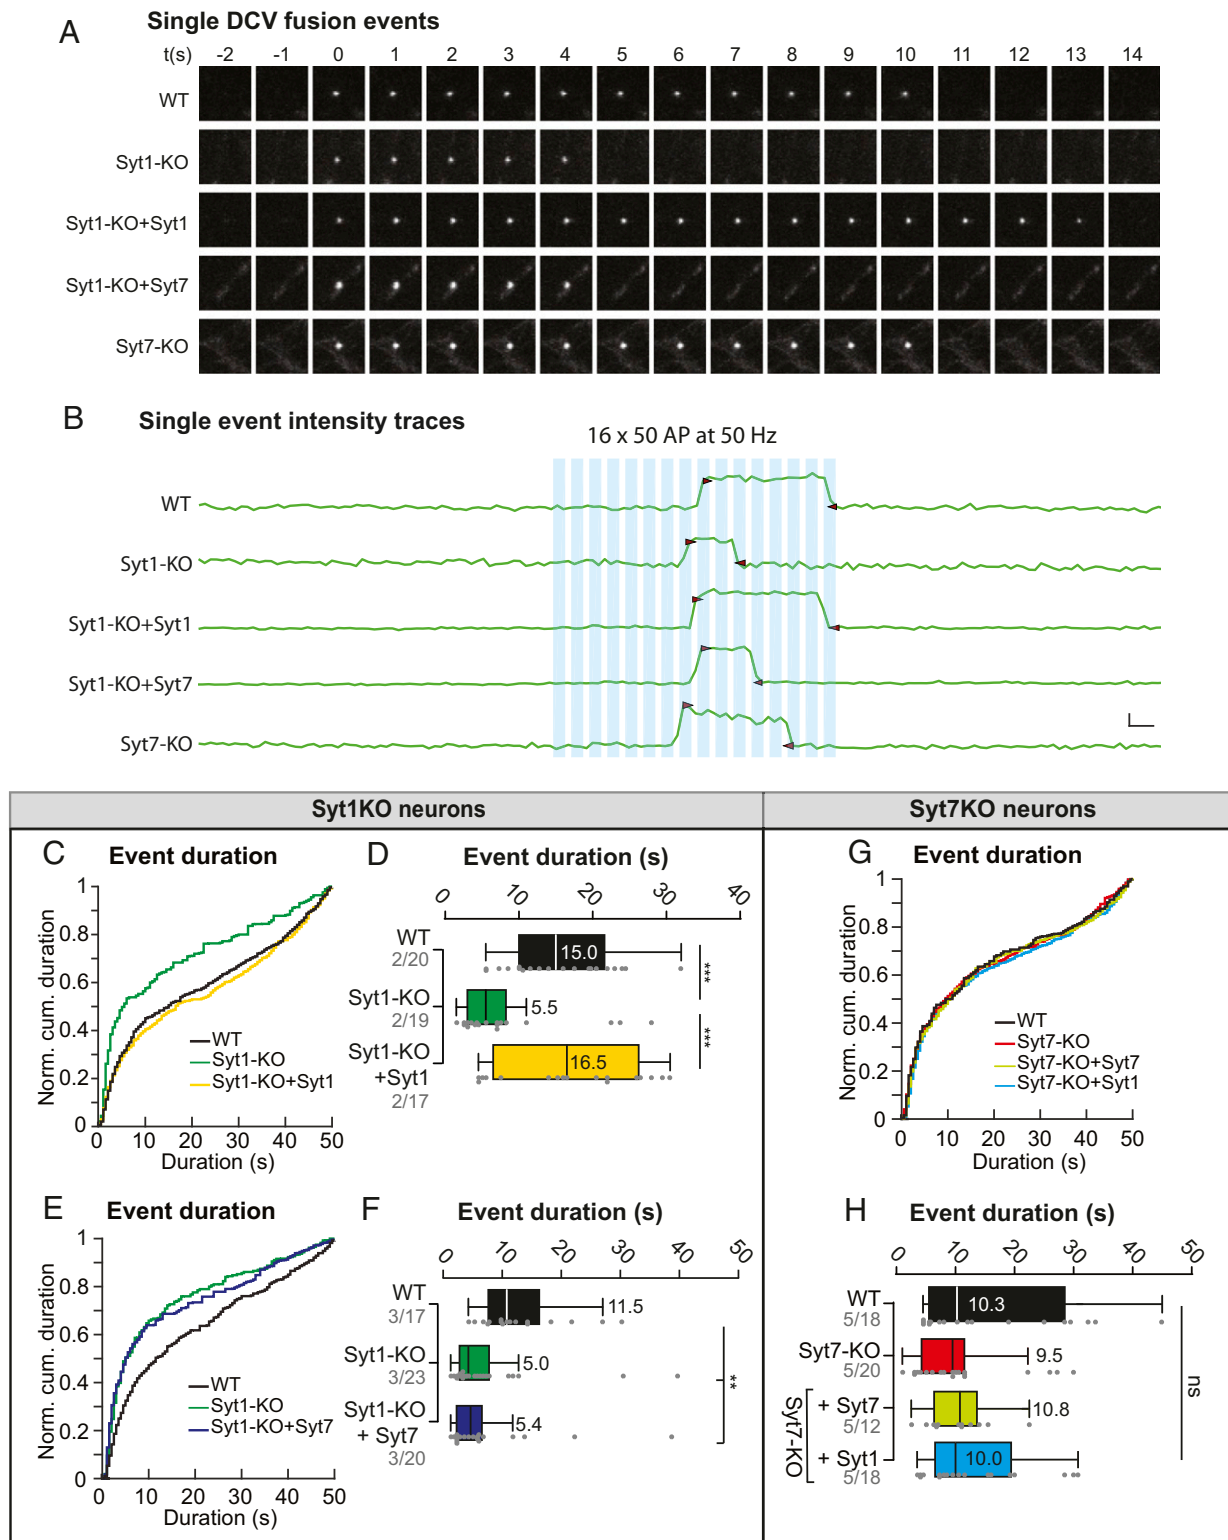 A Single DCV fusion events
t(s) -2 -1 0 1 2 3 4 5 6 7 8 9 10 11 12 13 14
WT
Syt1-KO
Syt1-KO+Syt1
Syt1-KO+Syt7
Syt7-KO
B Single event intensity traces
16 x 50 AP at 50 Hz
WT
Syt1-KO
Syt1-KO+Syt1
Syt1-KO+Syt7
Syt7-KO
Syt1KO neurons
C Event duration
Norm. cum. duration
1
0.8
0.6
0.4
0.2
0
WT
Syt1-KO
Syt1-KO+Syt1
0 10 20 30 40 50
Duration (s)
D Event duration (s)
0 10 20 30 40
WT
2/20
15.0
Syt1-KO
2/19
5.5
Syt1-KO
+Syt1
2/17
16.5
***
***
E Event duration
Norm. cum. duration
1
0.8
0.6
0.4
0.2
0
WT
Syt1-KO
Syt1-KO+Syt7
0 10 20 30 40 50
Duration (s)
F Event duration (s)
0 10 20 30 40 50
WT
3/17
11.5
Syt1-KO
3/23
5.0
Syt1-KO
+ Syt7
3/20
5.4
**
Syt7KO neurons
G Event duration
Norm. cum. duration
1
0.8
0.6
0.4
0.2
0
WT
Syt7-KO
Syt7-KO+Syt7
Syt7-KO+Syt1
0 10 20 30 40 50
Duration (s)
H Event duration (s)
0 10 20 30 40 50
WT
5/18
10.3
Syt7-KO
5/20
9.5
Syt7-KO
+ Syt7
5/12
10.8
+ Syt1
5/18
10.0
ns